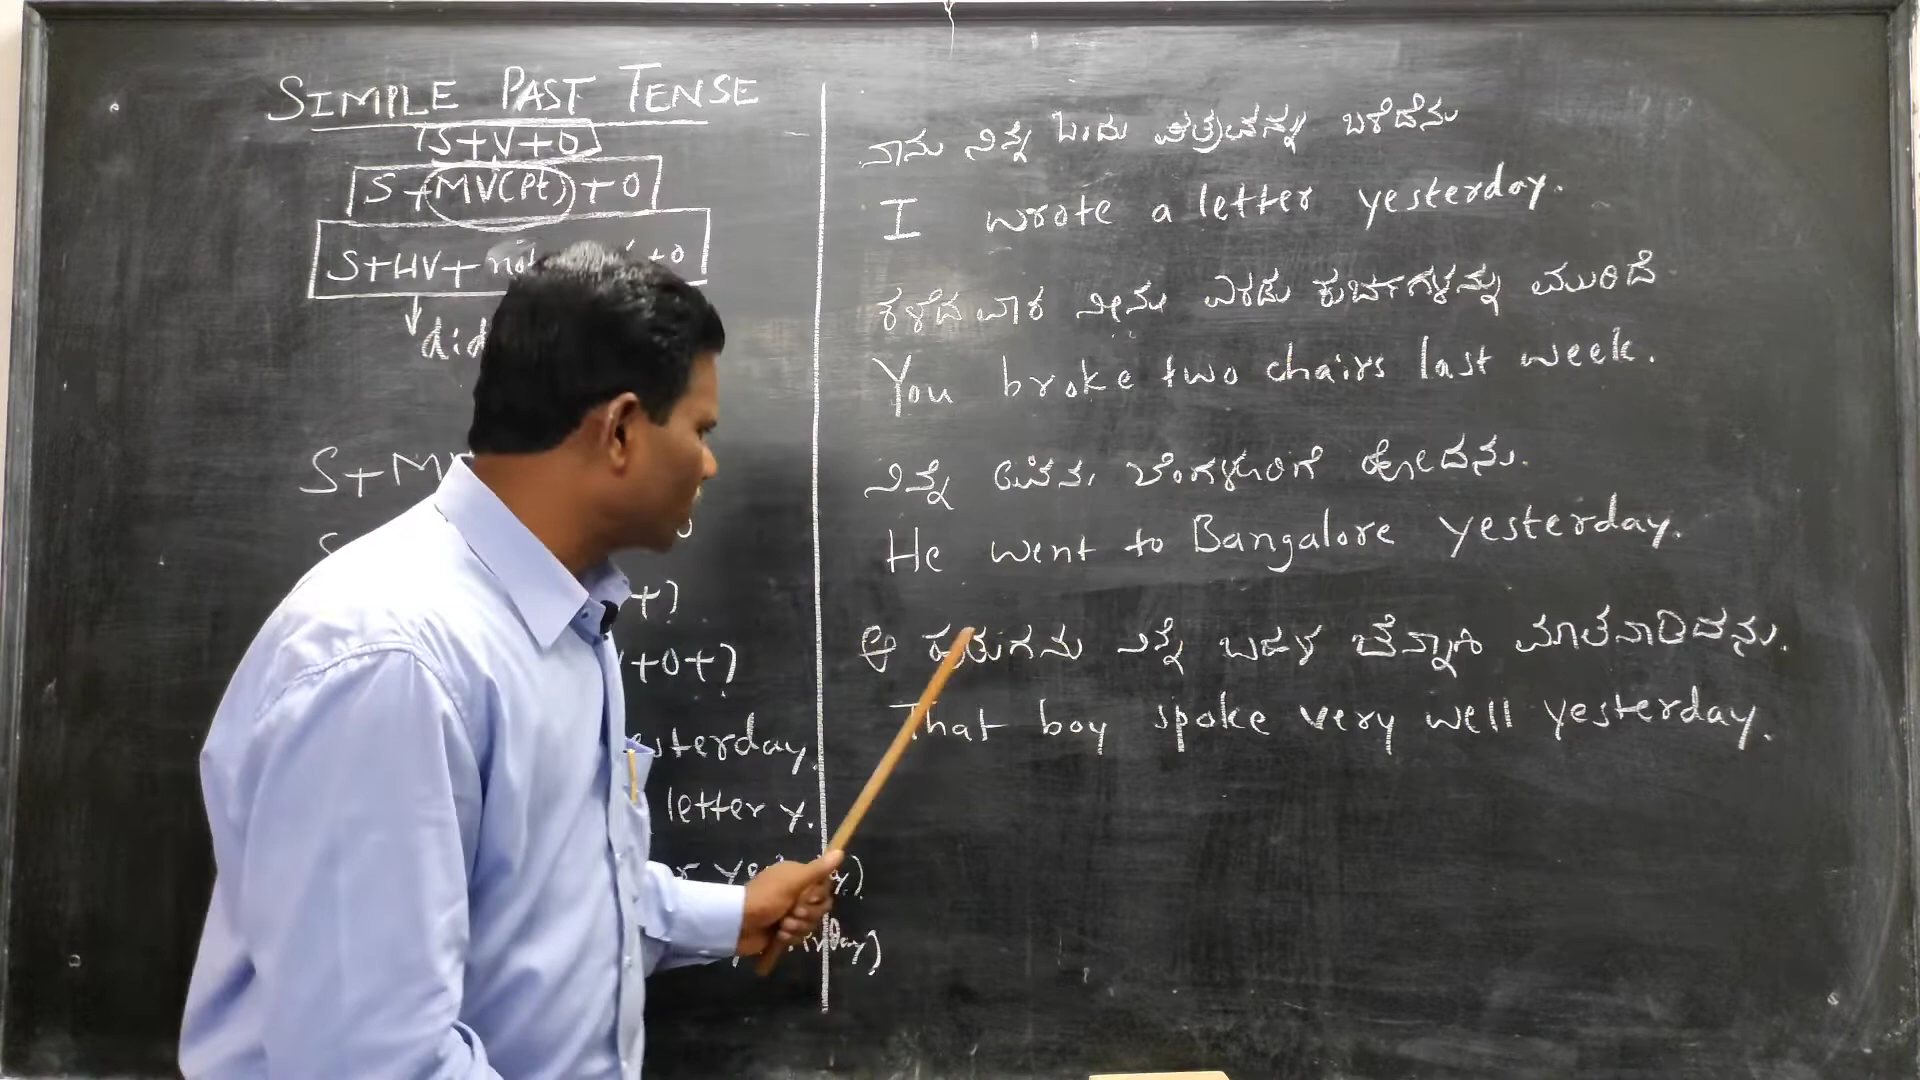 SIMPLE PAST TENSE
S+V+O
S+MV(Pt)+O
S+HV+ not +O
did
S+M
+?
+O+?
yesterday.
letter y.
ನಾನು ನಿನ್ನೆ ಒಂದು ಪತ್ರವನ್ನು ಬರೆದೆನು
I wrote a letter yesterday.
ಕಳೆದ ವಾರ ನೀನು ಎರಡು ಕುರ್ಚಿಗಳನ್ನು ಮುರಿದೆ
You broke two chairs last week.
ನಿನ್ನೆ ಅವನು ಬೆಂಗಳೂರಿಗೆ ಹೋದನು.
He went to Bangalore yesterday.
ಆ ಹುಡುಗನು ನಿನ್ನೆ ಬಹಳ ಚೆನ್ನಾಗಿ ಮಾತನಾಡಿದನು.
That boy spoke very well yesterday.